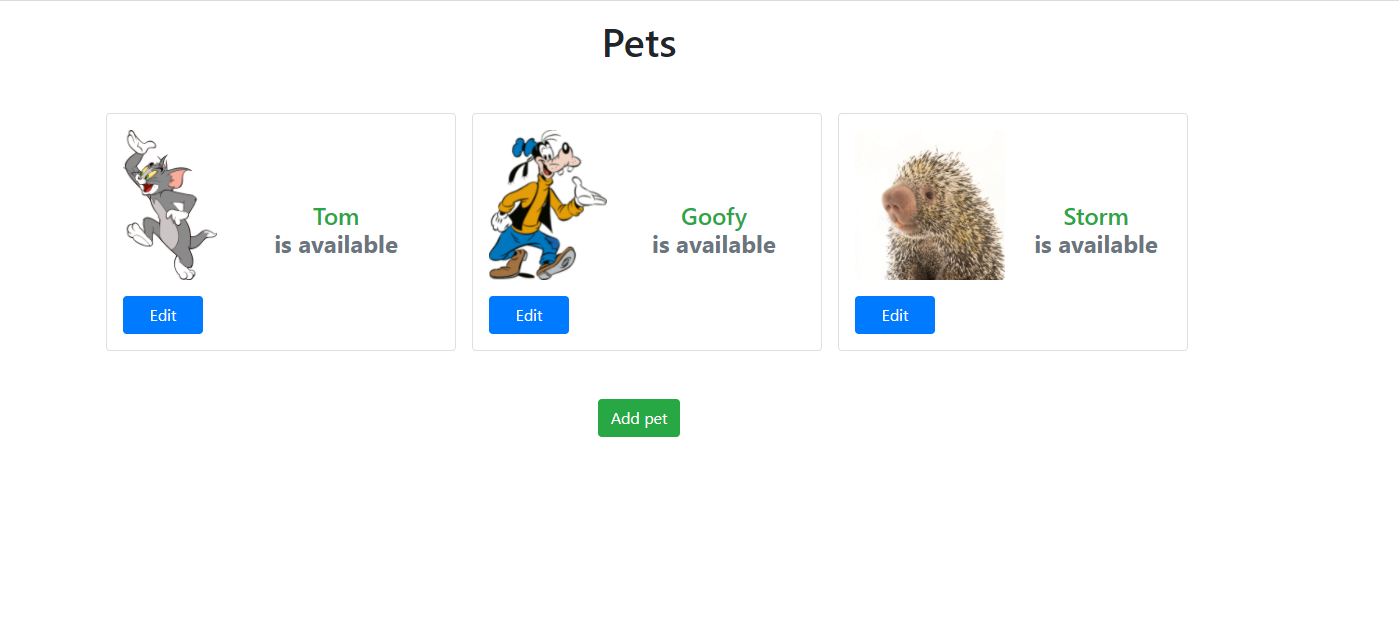 Pets
Tom
is available
Edit
Goofy
is available
Edit
Storm
is available
Edit
Add pet